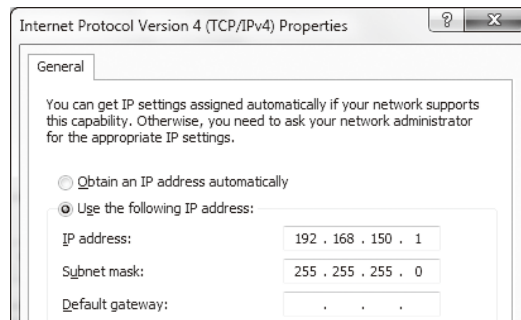 Internet Protocol Version 4 (TCP/IPv4) Properties
General
You can get IP settings assigned automatically if your network supports
this capability. Otherwise, you need to ask your network administrator
for the appropriate IP settings.
Obtain an IP address automatically
Use the following IP address:
IP address: 192 . 168 . 150 . 1
Subnet mask: 255 . 255 . 255 . 0
Default gateway: . . .